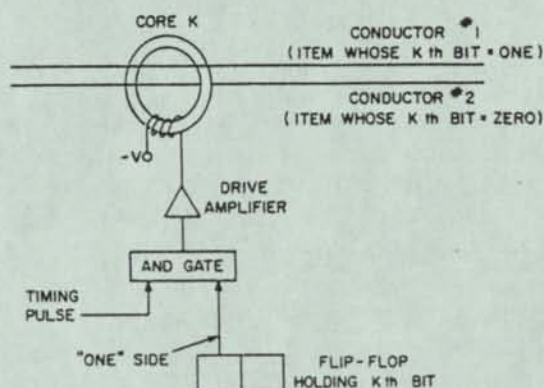 CORE K
CONDUCTOR #1
(ITEM WHOSE K th BIT = ONE)
CONDUCTOR #2
(ITEM WHOSE K th BIT = ZERO)
-VO
DRIVE
AMPLIFIER
AND GATE
TIMING
PULSE
"ONE" SIDE
FLIP-FLOP
HOLDING K th BIT